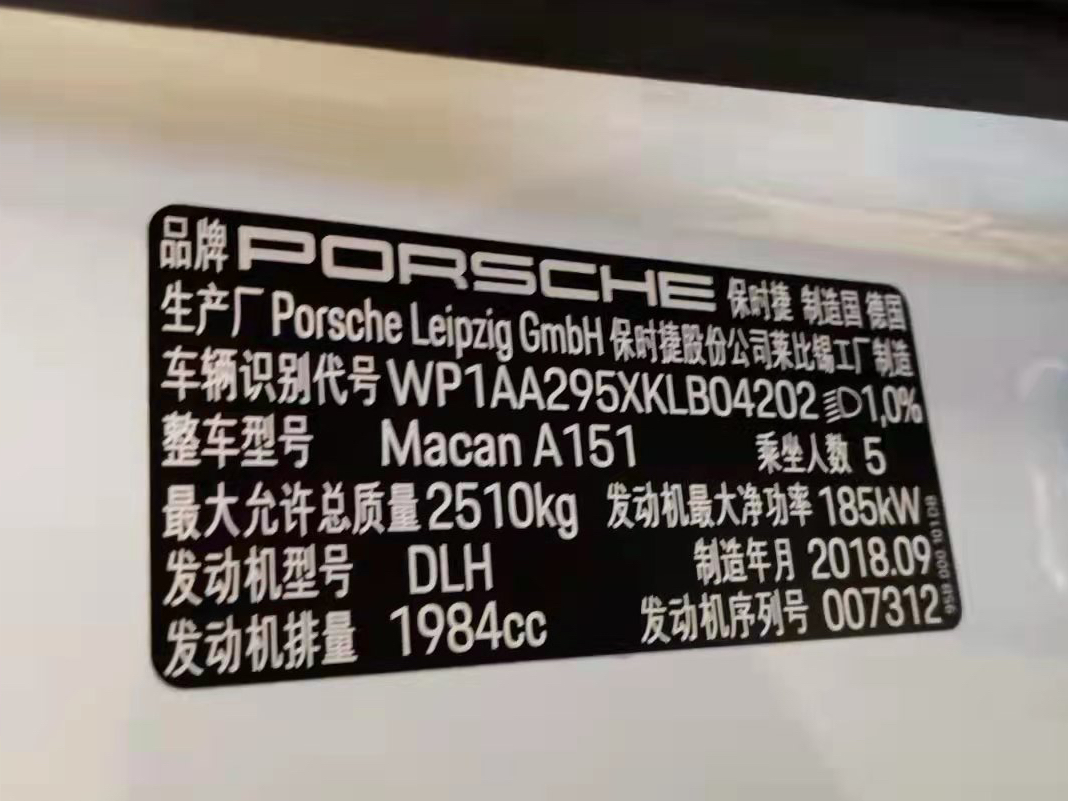 品牌 PORSCHE 保时捷 制造国 德国
生产厂 Porsche Leipzig GmbH 保时捷股份公司莱比锡工厂制造
车辆识别代号 WP1AA295XKLB04202 1,0%
整车型号 Macan A151 乘坐人数 5
最大允许总质量 2510kg 发动机最大净功率 185kW
发动机型号 DLH 制造年月 2018.09
发动机排量 1984cc 发动机序列号 007312